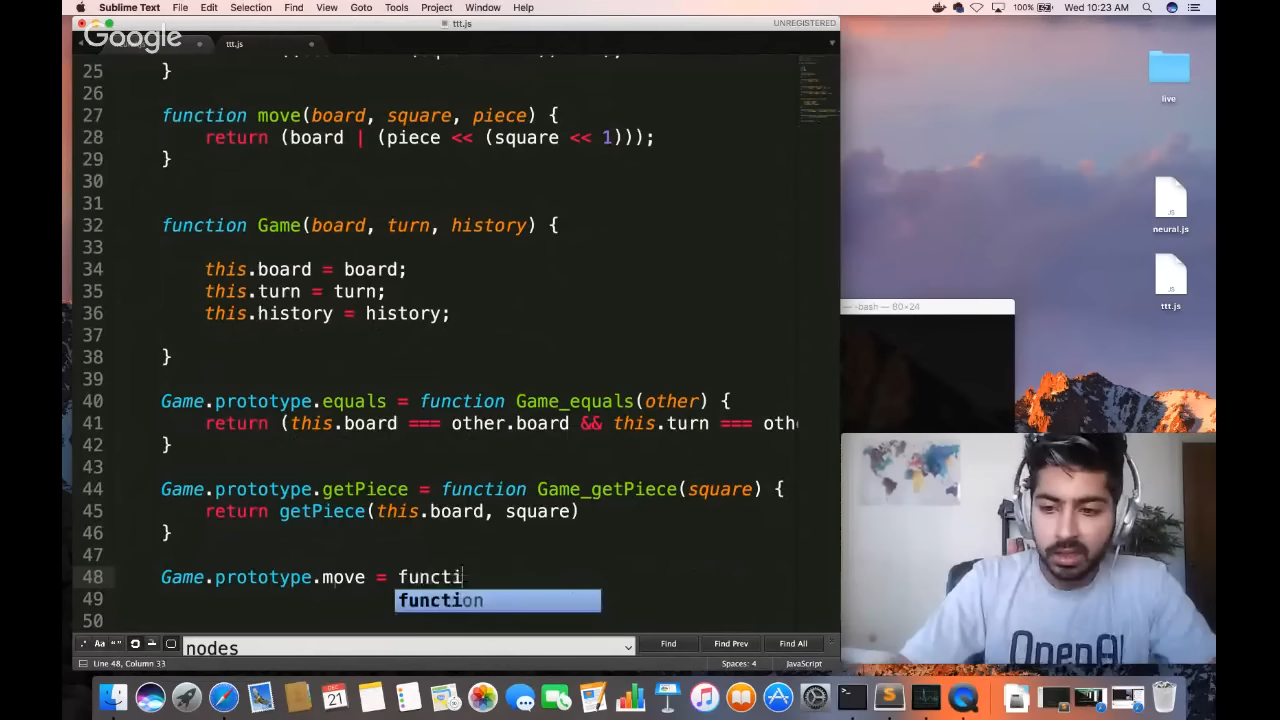 Sublime Text File Edit Selection Find View Goto Tools Project Window Help 100% Wed 10:23 AM
ttt.js UNREGISTERED
Google ttt.js
25 }
26
27 function move(board, square, piece) {
28 return (board | (piece << (square << 1)));
29 }
30
31
32 function Game(board, turn, history) {
33
34 this.board = board;
35 this.turn = turn;
36 this.history = history;
37
38 }
39
40 Game.prototype.equals = function Game_equals(other) {
41 return (this.board === other.board && this.turn === oth
42 }
43
44 Game.prototype.getPiece = function Game_getPiece(square) {
45 return getPiece(this.board, square)
46 }
47
48 Game.prototype.move = functi
49 function
50
nodes Find Find Prev Find All
Line 48, Column 33 Spaces: 4 JavaScript
live
JS
neural.js
JS
ttt.js
-bash — 80×24
OpenAI
DEC
21